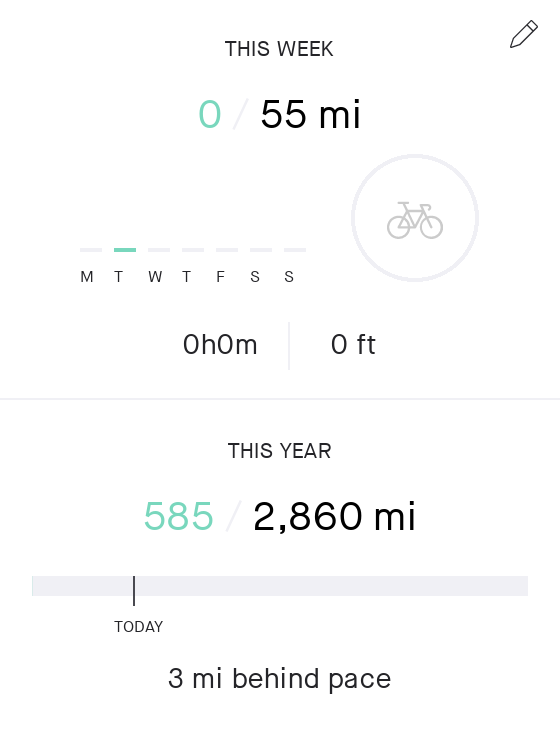 THIS WEEK
0 / 55 mi
M T W T F S S
0h0m 0 ft
THIS YEAR
585 / 2,860 mi
TODAY
3 mi behind pace